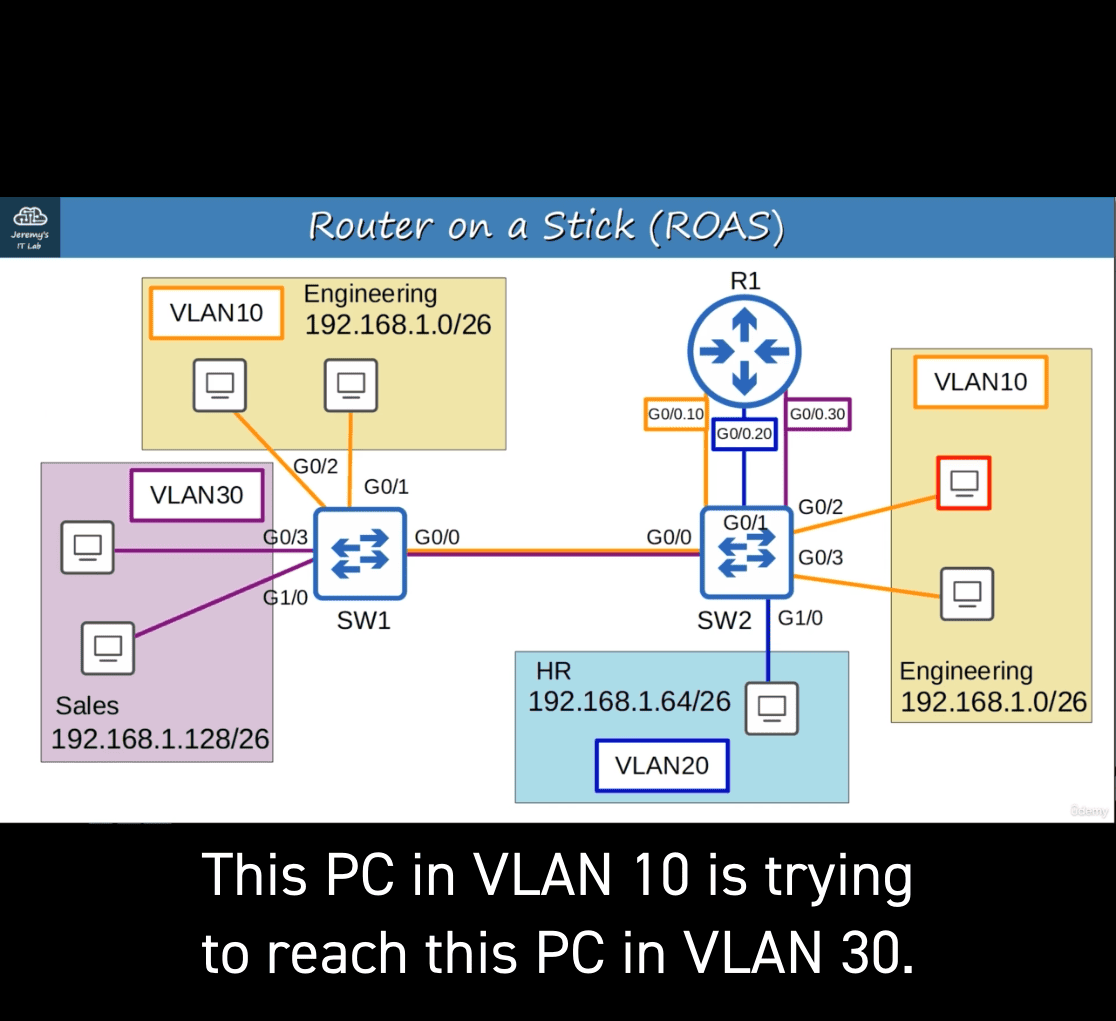 Jeremy's
IT Lab
Router on a Stick (ROAS)
R1
VLAN10
Engineering
192.168.1.0/26
VLAN10
G0/0.10
G0/0.20
G0/0.30
G0/2
G0/1
VLAN30
G0/3
G0/0
G0/0
G0/1
G0/2
G0/3
G1/0
SW1
SW2
G1/0
HR
192.168.1.64/26
VLAN20
Sales
192.168.1.128/26
Engineering
192.168.1.0/26
ûdemy
This PC in VLAN 10 is trying
to reach this PC in VLAN 30.